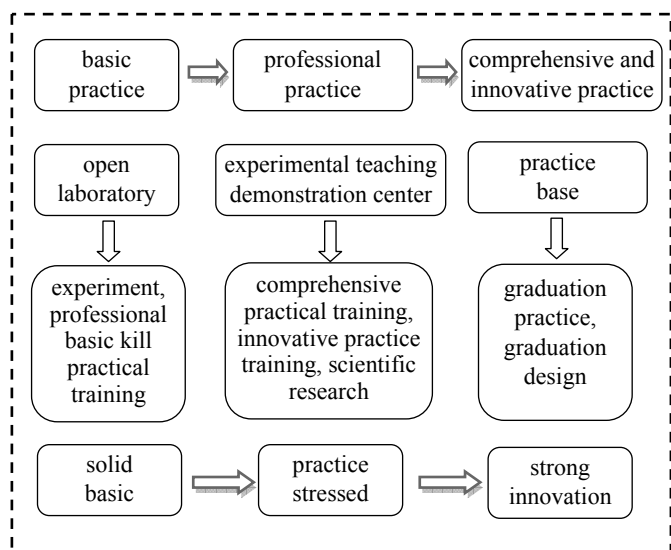 basic
practice
professional
practice
comprehensive and
innovative practice
open
laboratory
experimental teaching
demonstration center
practice
base
experiment,
professional
basic kill
practical
training
comprehensive
practical training,
innovative practice
training, scientific
research
graduation
practice,
graduation
design
solid
basic
practice
stressed
strong
innovation